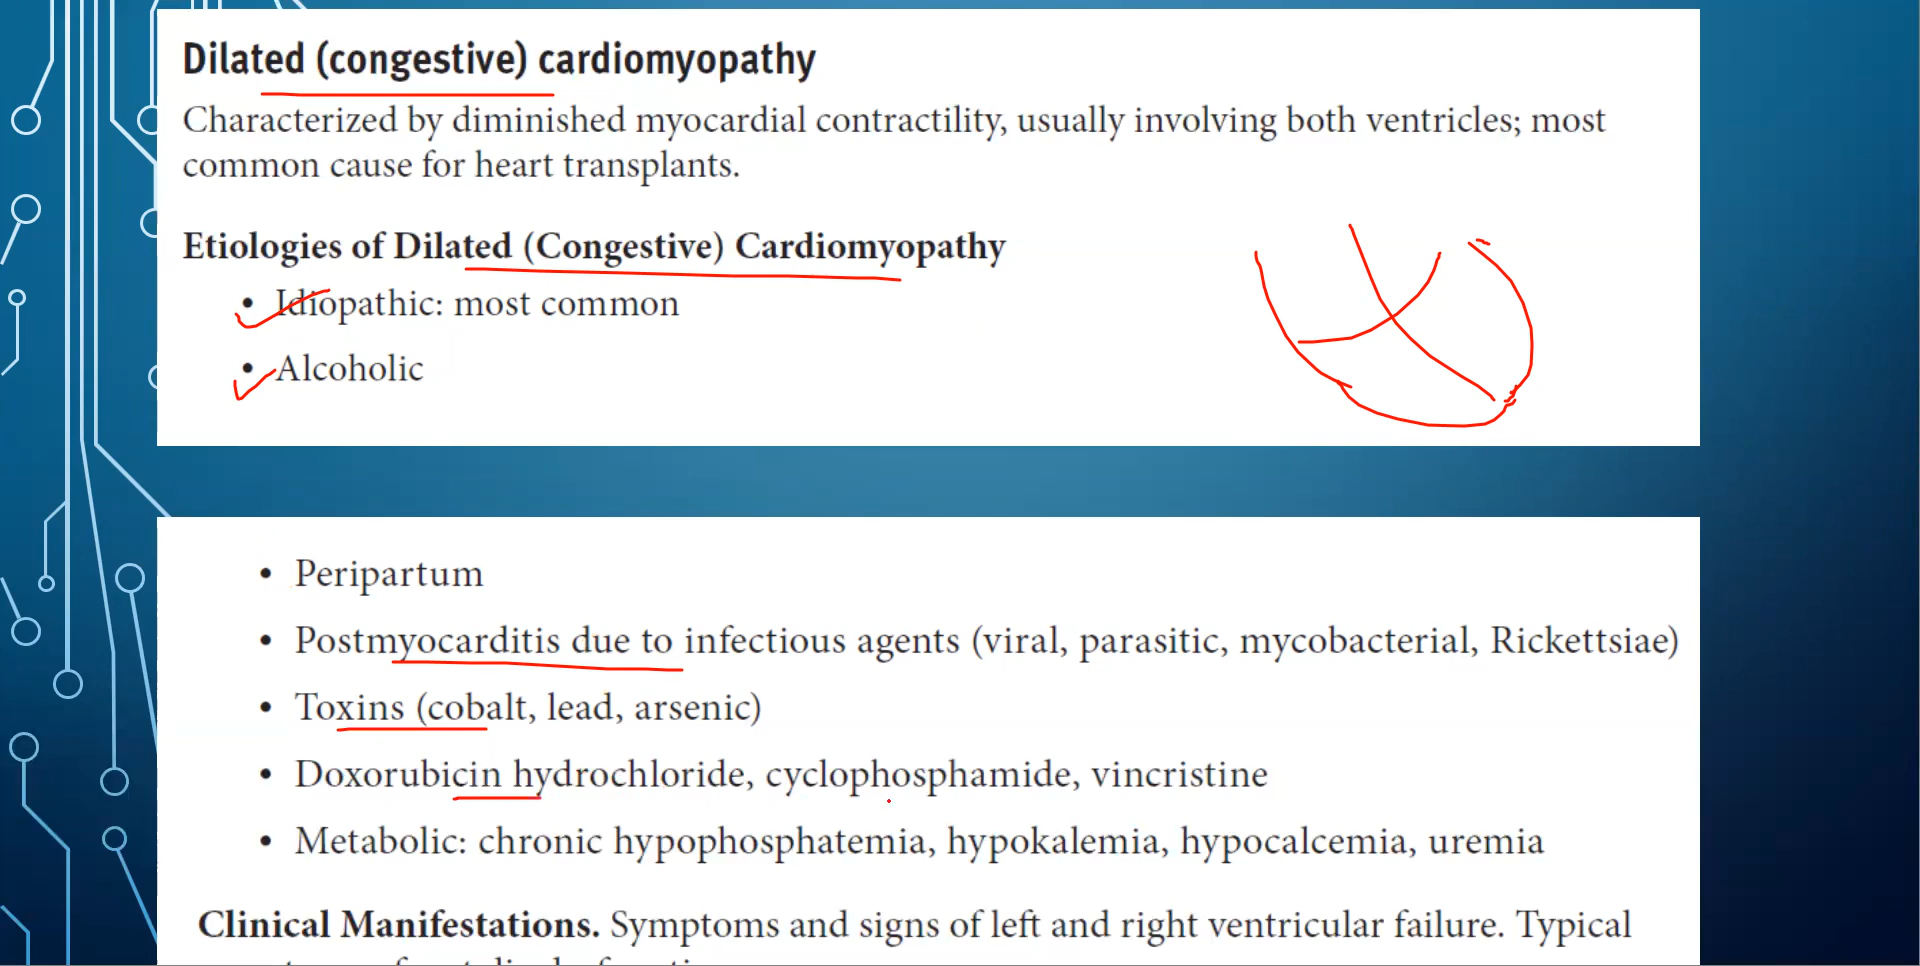 Dilated (congestive) cardiomyopathy
Characterized by diminished myocardial contractility, usually involving both ventricles; most
common cause for heart transplants.
Etiologies of Dilated (Congestive) Cardiomyopathy
• Idiopathic: most common
• Alcoholic
• Peripartum
• Postmyocarditis due to infectious agents (viral, parasitic, mycobacterial, Rickettsiae)
• Toxins (cobalt, lead, arsenic)
• Doxorubicin hydrochloride, cyclophosphamide, vincristine
• Metabolic: chronic hypophosphatemia, hypokalemia, hypocalcemia, uremia
Clinical Manifestations. Symptoms and signs of left and right ventricular failure. Typical